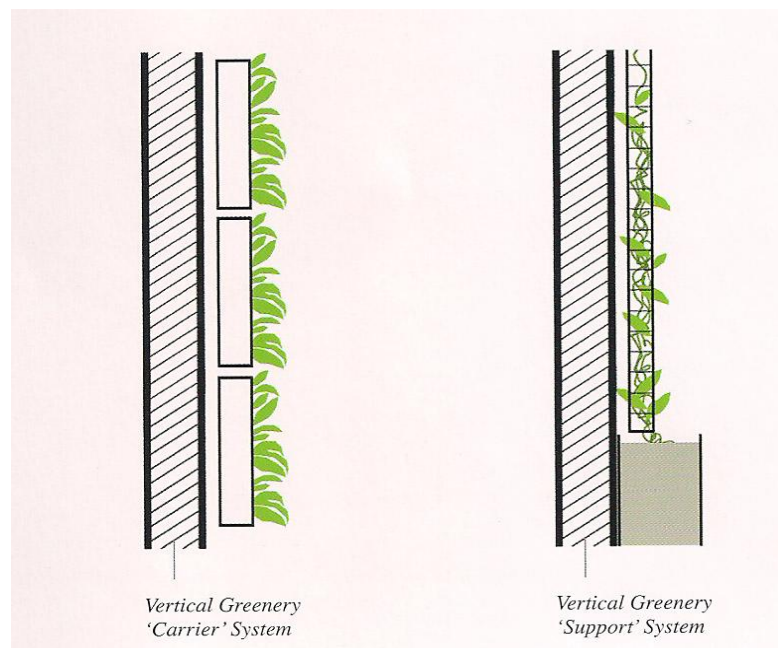 Vertical Greenery
‘Carrier’ System
Vertical Greenery
‘Support’ System